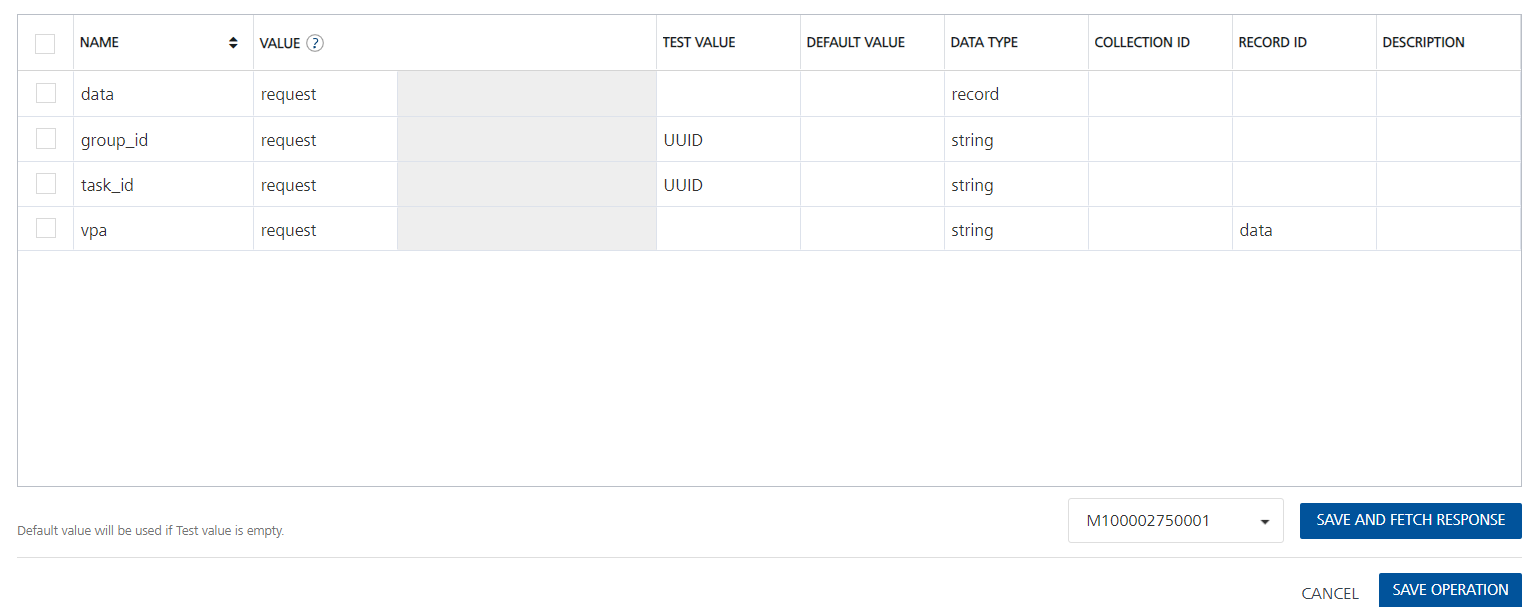 NAME VALUE ? TEST VALUE DEFAULT VALUE DATA TYPE COLLECTION ID RECORD ID DESCRIPTION
data request record
group_id request UUID string
task_id request UUID string
vpa request string data
Default value will be used if Test value is empty. M100002750001 SAVE AND FETCH RESPONSE
CANCEL SAVE OPERATION